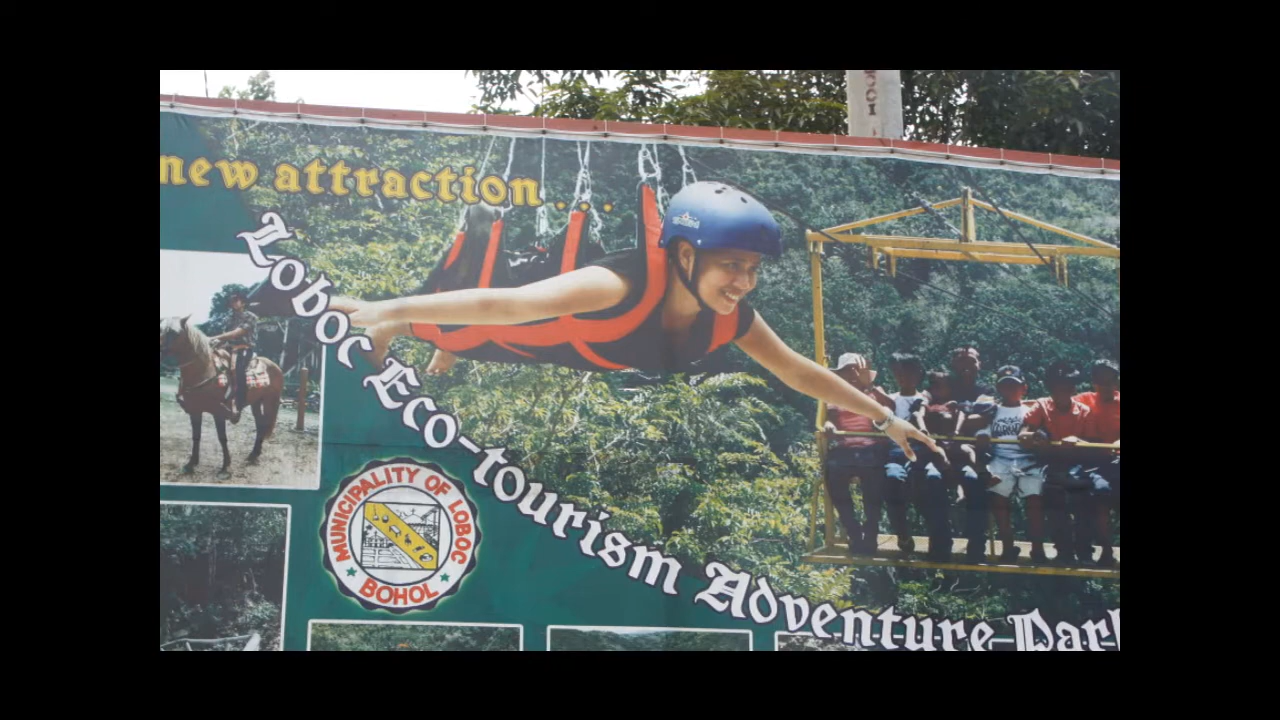 new attraction...
Loboc Eco-tourism Adventure Park
MUNICIPALITY OF LOBOC
BOHOL